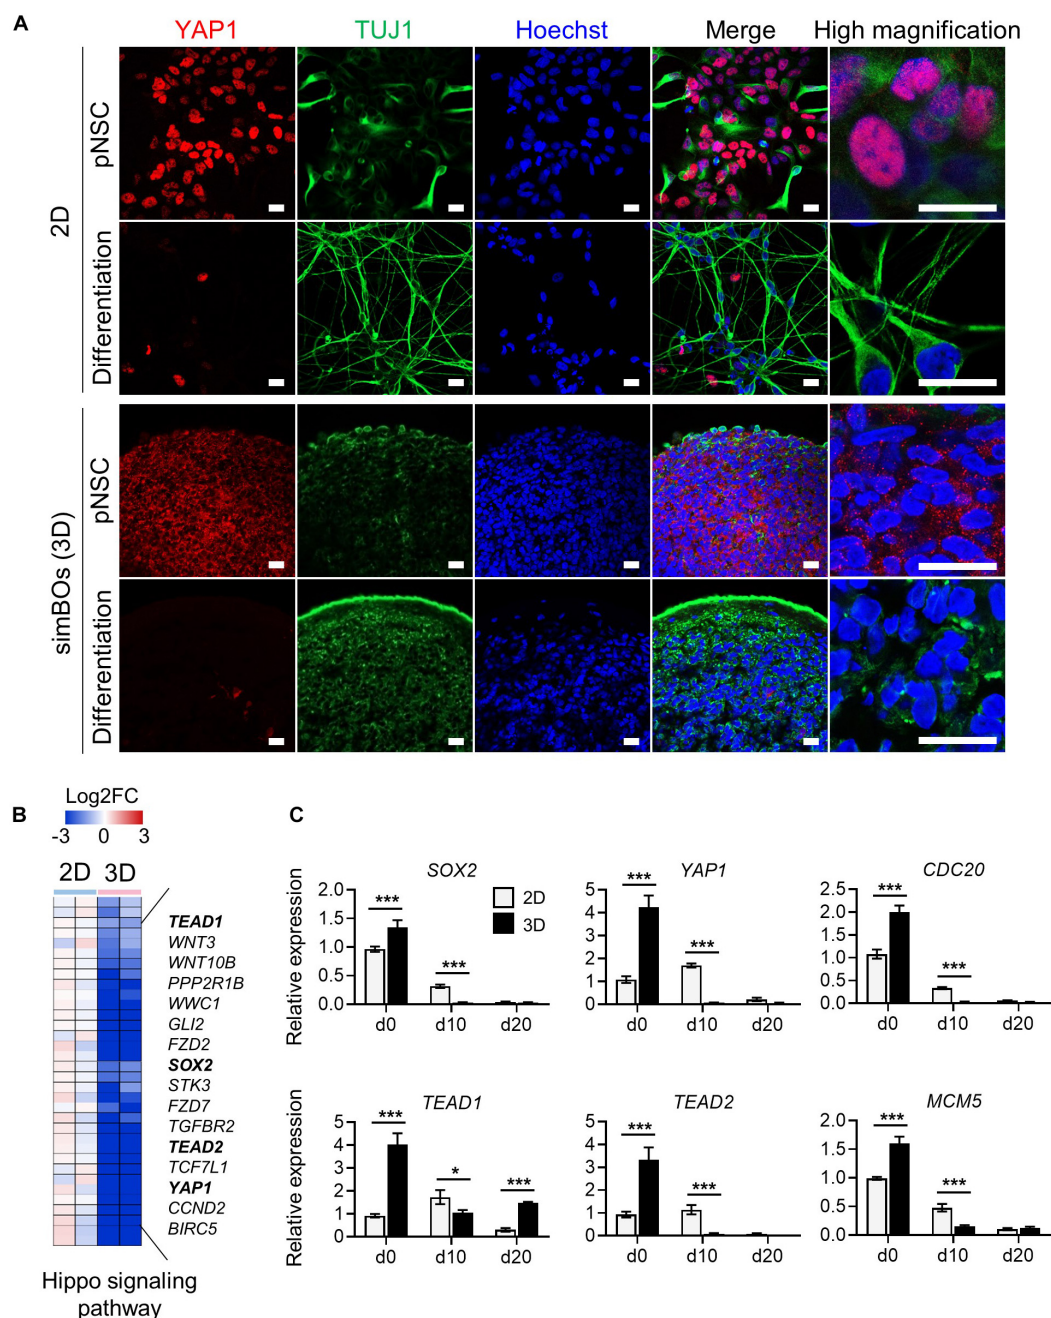 A
YAP1 TUJ1 Hoechst Merge High magnification
2D
pNSC
Differentiation
simBOs (3D)
pNSC
Differentiation
B
Log2FC
-3 0 3
2D 3D
TEAD1
WNT3
WNT10B
PPP2R1B
WWC1
GLI2
FZD2
SOX2
STK3
FZD7
TGFBR2
TEAD2
TCF7L1
YAP1
CCND2
BIRC5
Hippo signaling
pathway
C
SOX2
Relative expression
2.0
1.5
1.0
0.5
0.0
***
***
d0 d10 d20
2D
3D
YAP1
5
4
3
2
1
0
***
***
d0 d10 d20
CDC20
2.5
2.0
1.5
1.0
0.5
0.0
***
***
d0 d10 d20
TEAD1
Relative expression
5
4
3
2
1
0
***
*
***
d0 d10 d20
TEAD2
5
4
3
2
1
0
***
***
d0 d10 d20
MCM5
2.0
1.5
1.0
0.5
0.0
***
***
d0 d10 d20